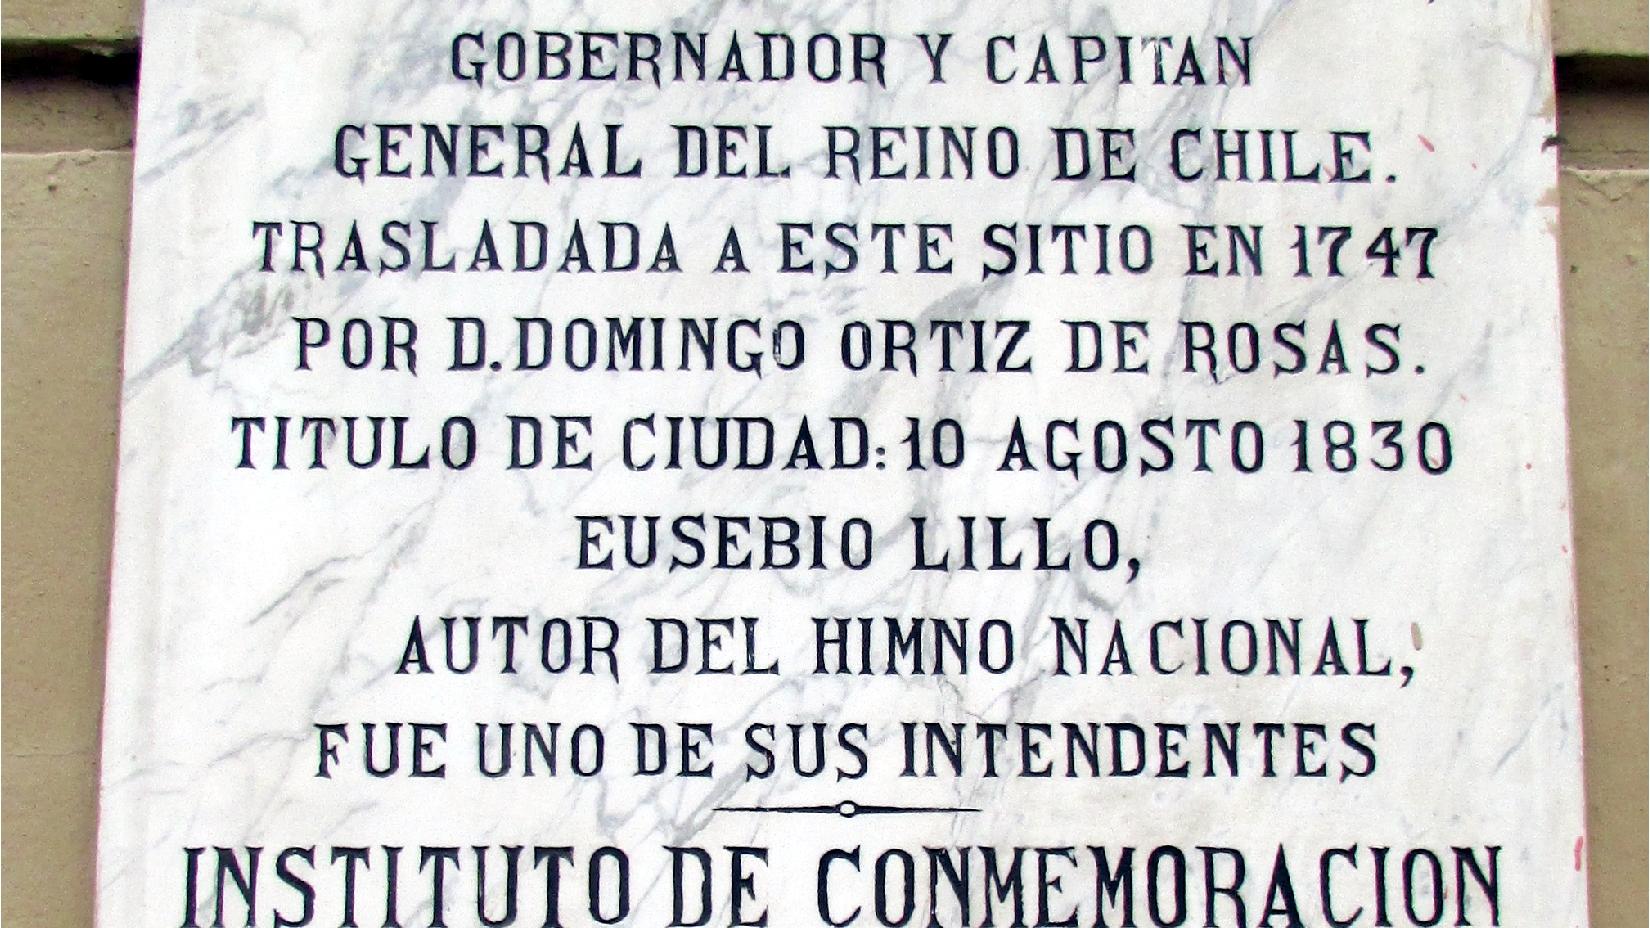 GOBERNADOR Y CAPITAN
GENERAL DEL REINO DE CHILE.
TRASLADADA A ESTE SITIO EN 1747
POR D. DOMINGO ORTIZ DE ROSAS.
TITULO DE CIUDAD: 10 AGOSTO 1830
EUSEBIO LILLO,
AUTOR DEL HIMNO NACIONAL,
FUE UNO DE SUS INTENDENTES
INSTITUTO DE CONMEMORACION